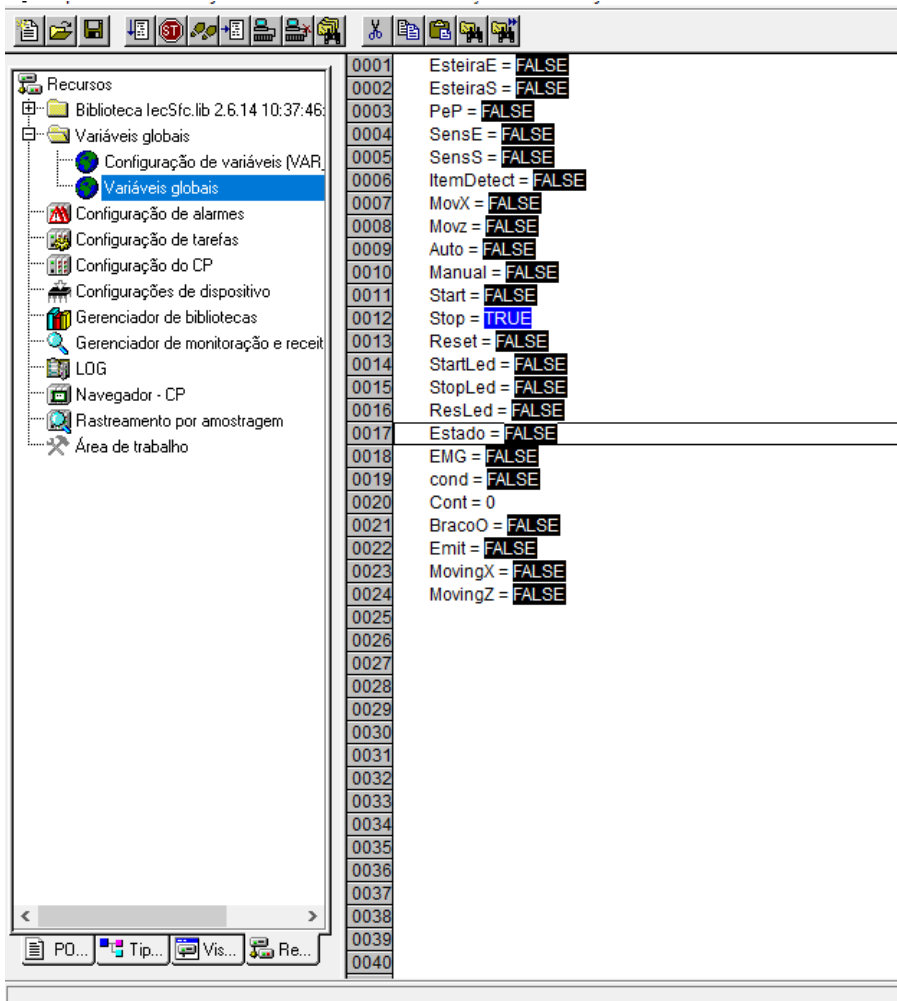 ST
Recursos
Biblioteca IecSfc.lib 2.6.14 10:37:46:
Variáveis globais
Configuração de variáveis (VAR_
Variáveis globais
Configuração de alarmes
Configuração de tarefas
Configuração do CP
Configurações de dispositivo
Gerenciador de bibliotecas
Gerenciador de monitoração e receit
LOG
Navegador - CP
Rastreamento por amostragem
Área de trabalho
PO...
Tip...
Vis...
Re...
0001 EsteiraE = FALSE
0002 EsteiraS = FALSE
0003 PeP = FALSE
0004 SensE = FALSE
0005 SensS = FALSE
0006 ItemDetect = FALSE
0007 MovX = FALSE
0008 Movz = FALSE
0009 Auto = FALSE
0010 Manual = FALSE
0011 Start = FALSE
0012 Stop = TRUE
0013 Reset = FALSE
0014 StartLed = FALSE
0015 StopLed = FALSE
0016 ResLed = FALSE
0017 Estado = FALSE
0018 EMG = FALSE
0019 cond = FALSE
0020 Cont = 0
0021 BracoO = FALSE
0022 Emit = FALSE
0023 MovingX = FALSE
0024 MovingZ = FALSE
0025
0026
0027
0028
0029
0030
0031
0032
0033
0034
0035
0036
0037
0038
0039
0040